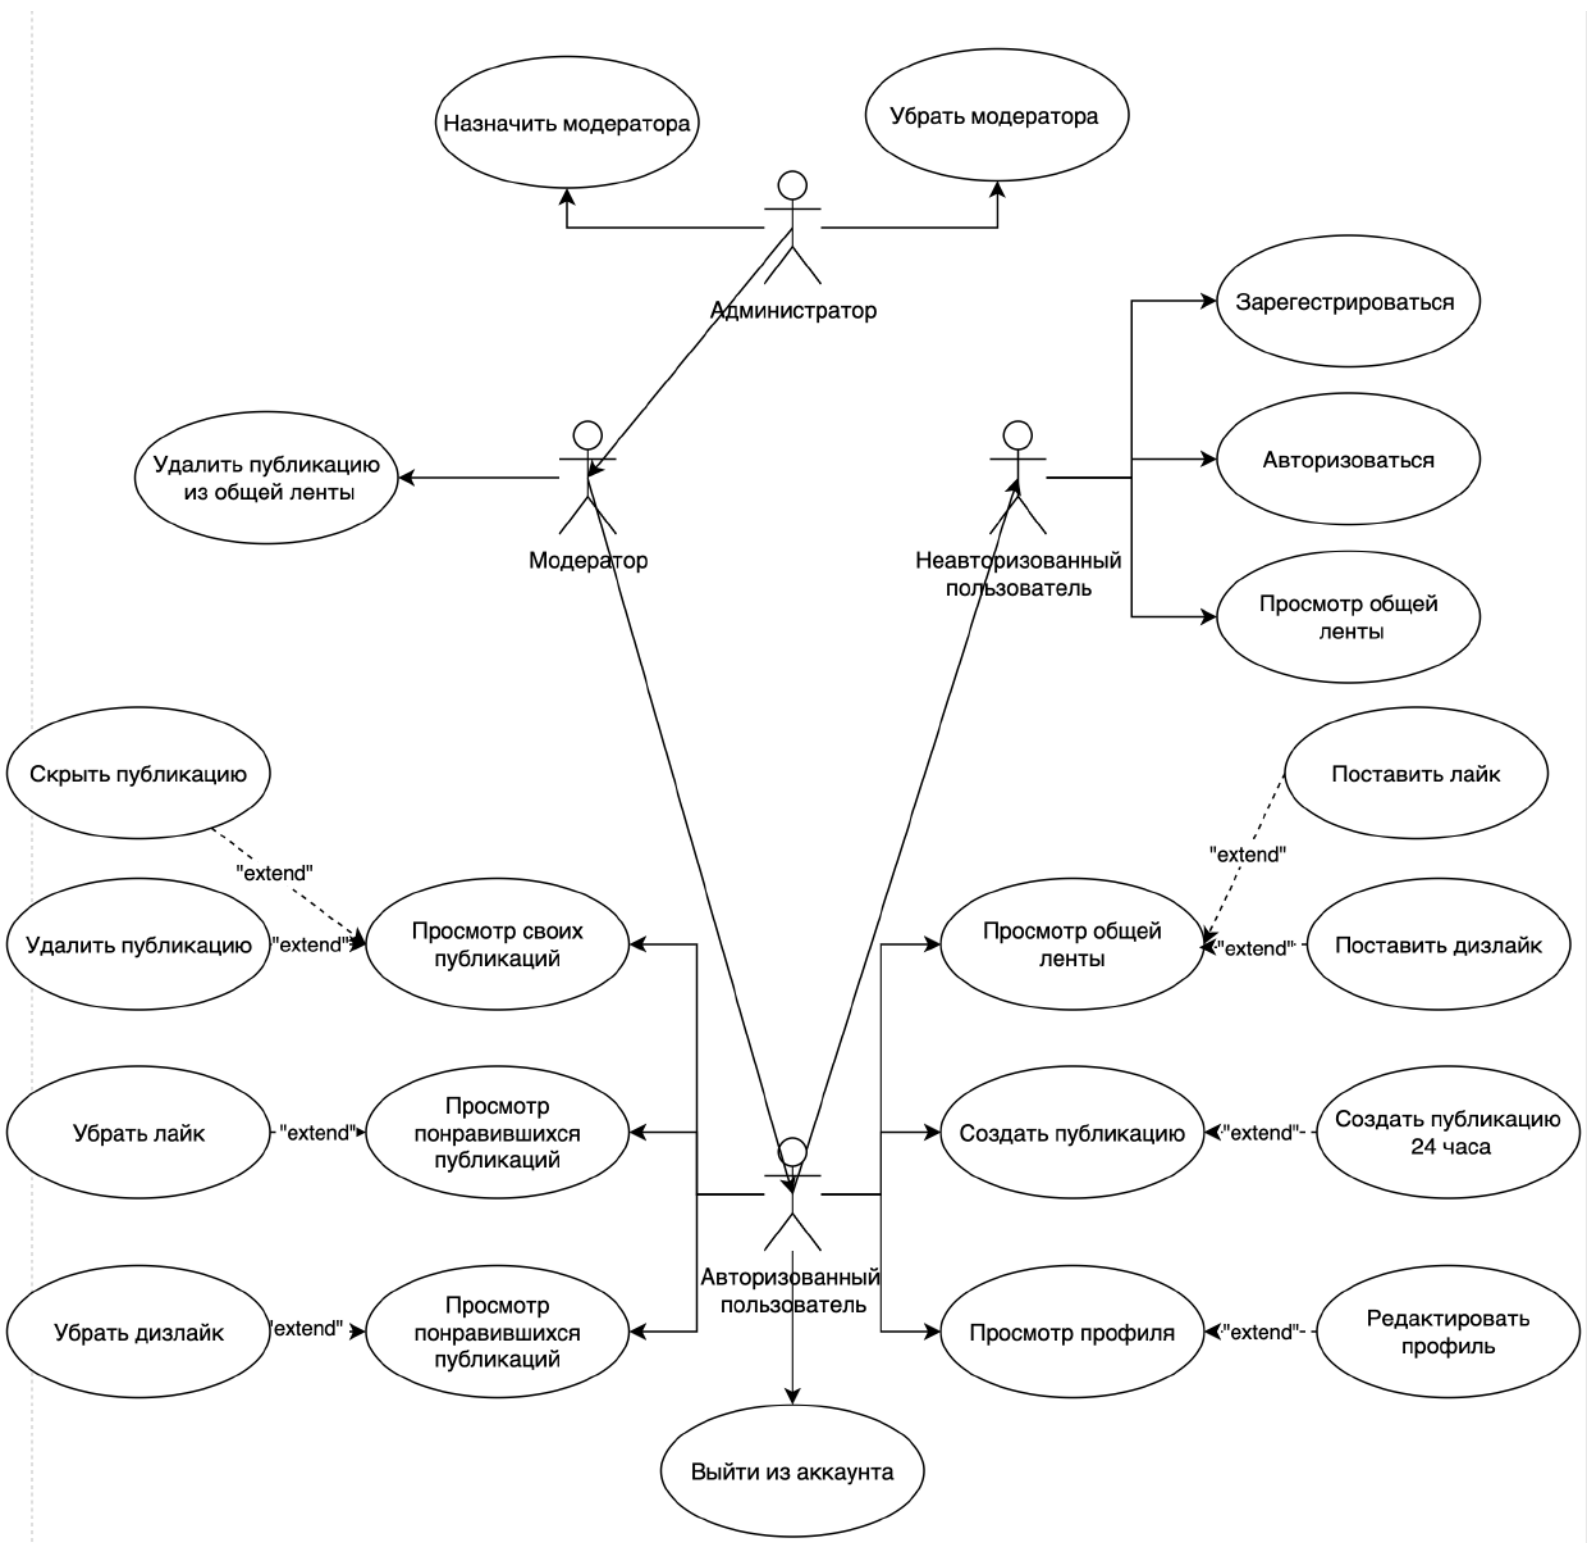 Назначить модератора
Убрать модератора
Администратор
Зарегестрироваться
Удалить публикацию
из общей ленты
Авторизоваться
Модератор
Неавторизованный
пользователь
Просмотр общей
ленты
Скрыть публикацию
Поставить лайк
"extend"
"extend"
Удалить публикацию
"extend"
Просмотр своих
публикаций
Просмотр общей
ленты
"extend"
Поставить дизлайк
Убрать лайк
"extend"
Просмотр
понравившихся
публикаций
Создать публикацию
"extend"
Создать публикацию
24 часа
Убрать дизлайк
"extend"
Просмотр
понравившихся
публикаций
Авторизованный
пользователь
Просмотр профиля
"extend"
Редактировать
профиль
Выйти из аккаунта